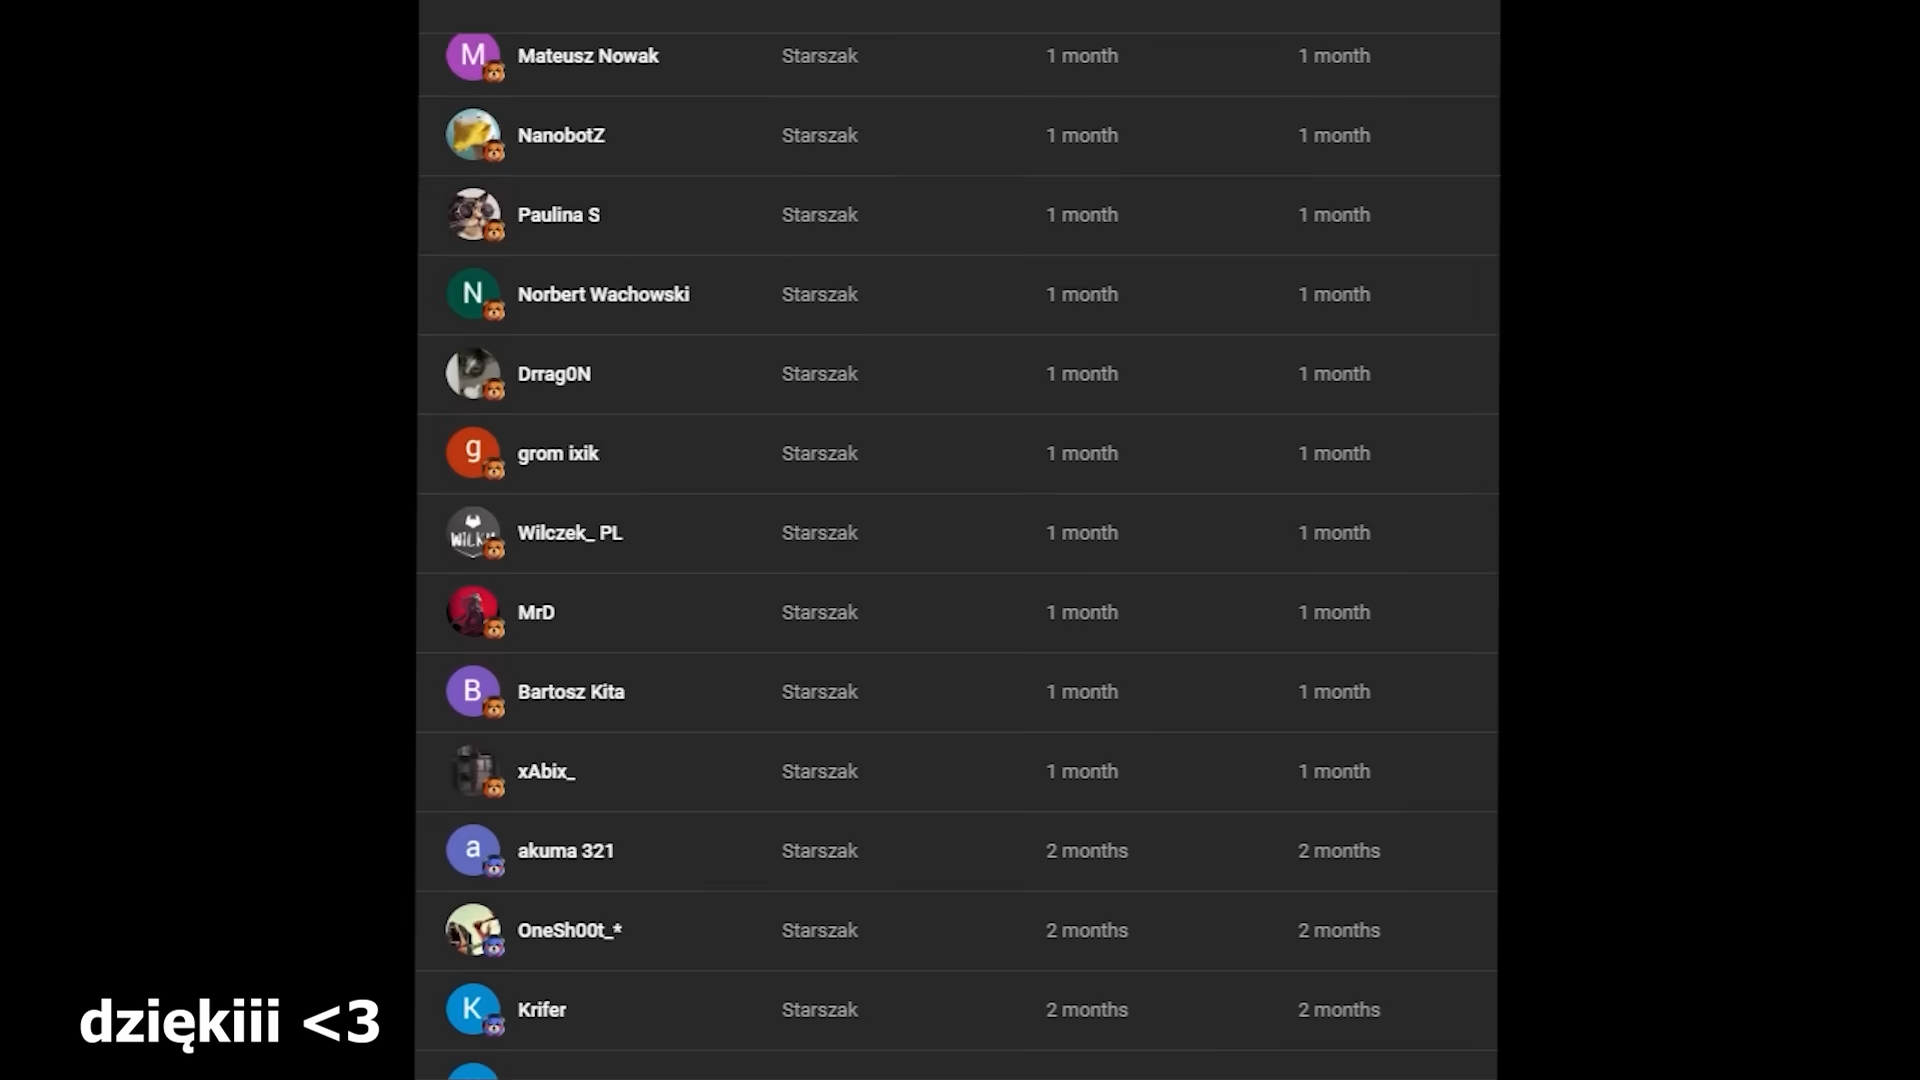 M Mateusz Nowak Starszak 1 month 1 month
NanobotZ Starszak 1 month 1 month
Paulina S Starszak 1 month 1 month
N Norbert Wachowski Starszak 1 month 1 month
Drrag0N Starszak 1 month 1 month
g grom ixik Starszak 1 month 1 month
WILK Wilczek_ PL Starszak 1 month 1 month
MrD Starszak 1 month 1 month
B Bartosz Kita Starszak 1 month 1 month
xAbix_ Starszak 1 month 1 month
a akuma 321 Starszak 2 months 2 months
OneSh00t_* Starszak 2 months 2 months
K Krifer Starszak 2 months 2 months
dziękiii <3